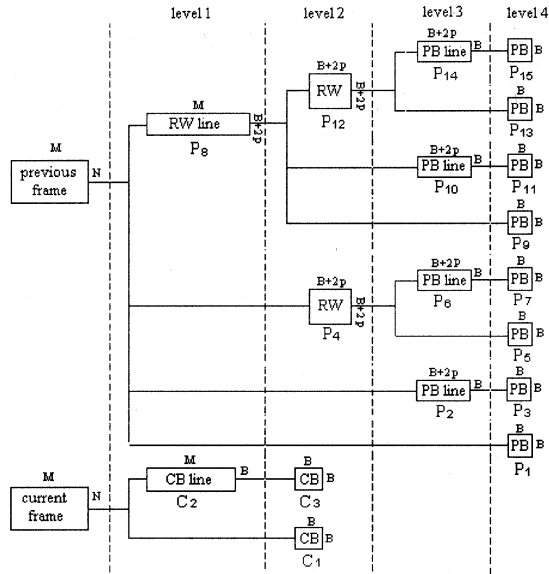 level 1 level 2 level 3 level 4
B+2p
PB line B PB B
P14 P15
B+2p
RW B+2p
P12
B
PB B
P13
M
RW line B+2p
P8
B+2p B
PB line B PB B
P10 P11
M
previous frame N
B
PB B
P9
B+2p B
PB line B PB B
P6 P7
B+2p
RW B+2p
P4
B
PB B
P5
B+2p B
PB line B PB B
P2 P3
B
PB B
P1
M B
CB line B CB B
C2 C3
M
current frame N
B
CB B
C1